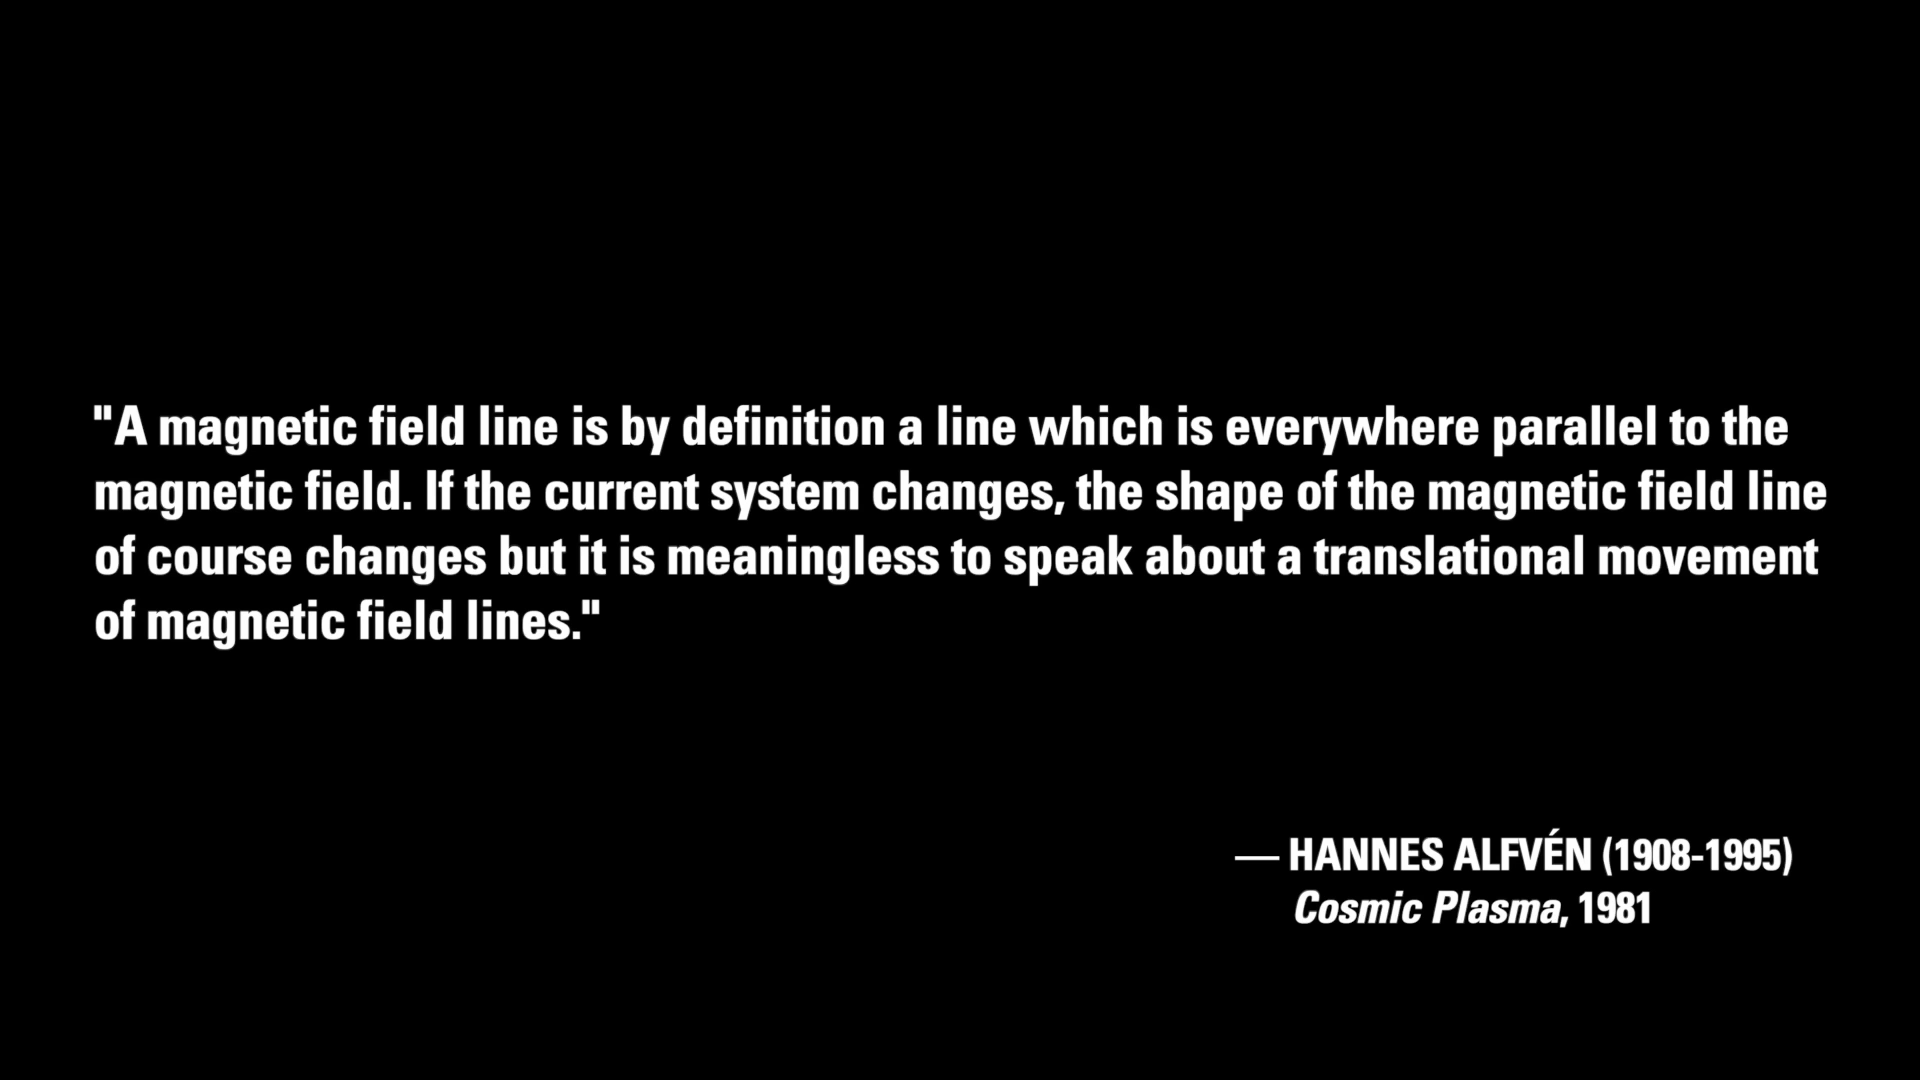 "A magnetic field line is by definition a line which is everywhere parallel to the
magnetic field. If the current system changes, the shape of the magnetic field line
of course changes but it is meaningless to speak about a translational movement
of magnetic field lines."
— HANNES ALFVÉN (1908-1995)
Cosmic Plasma, 1981